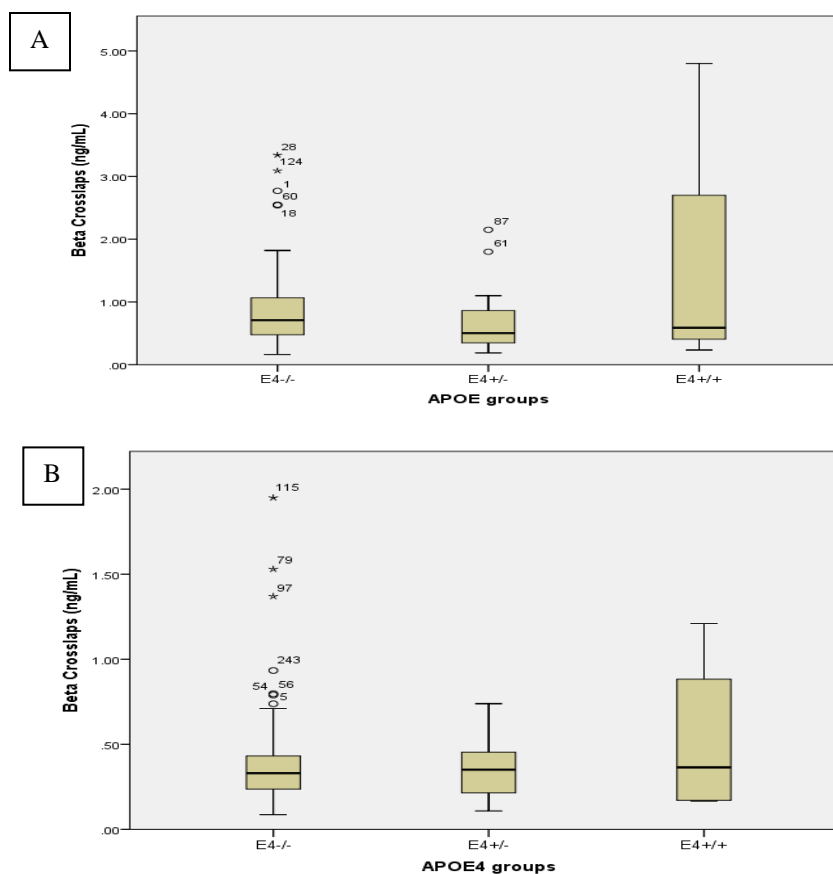 A
5.00
28
124
4.00
3.00
1
60
18
87
2.00
61
1.00
.00
Beta Crosslaps (ng/mL)
E4-/-
E4+/-
E4+/+
APOE groups
B
2.00
115
79
1.50
97
1.00
243
54
56
5
.50
.00
Beta Crosslaps (ng/mL)
E4-/-
E4+/-
E4+/+
APOE4 groups